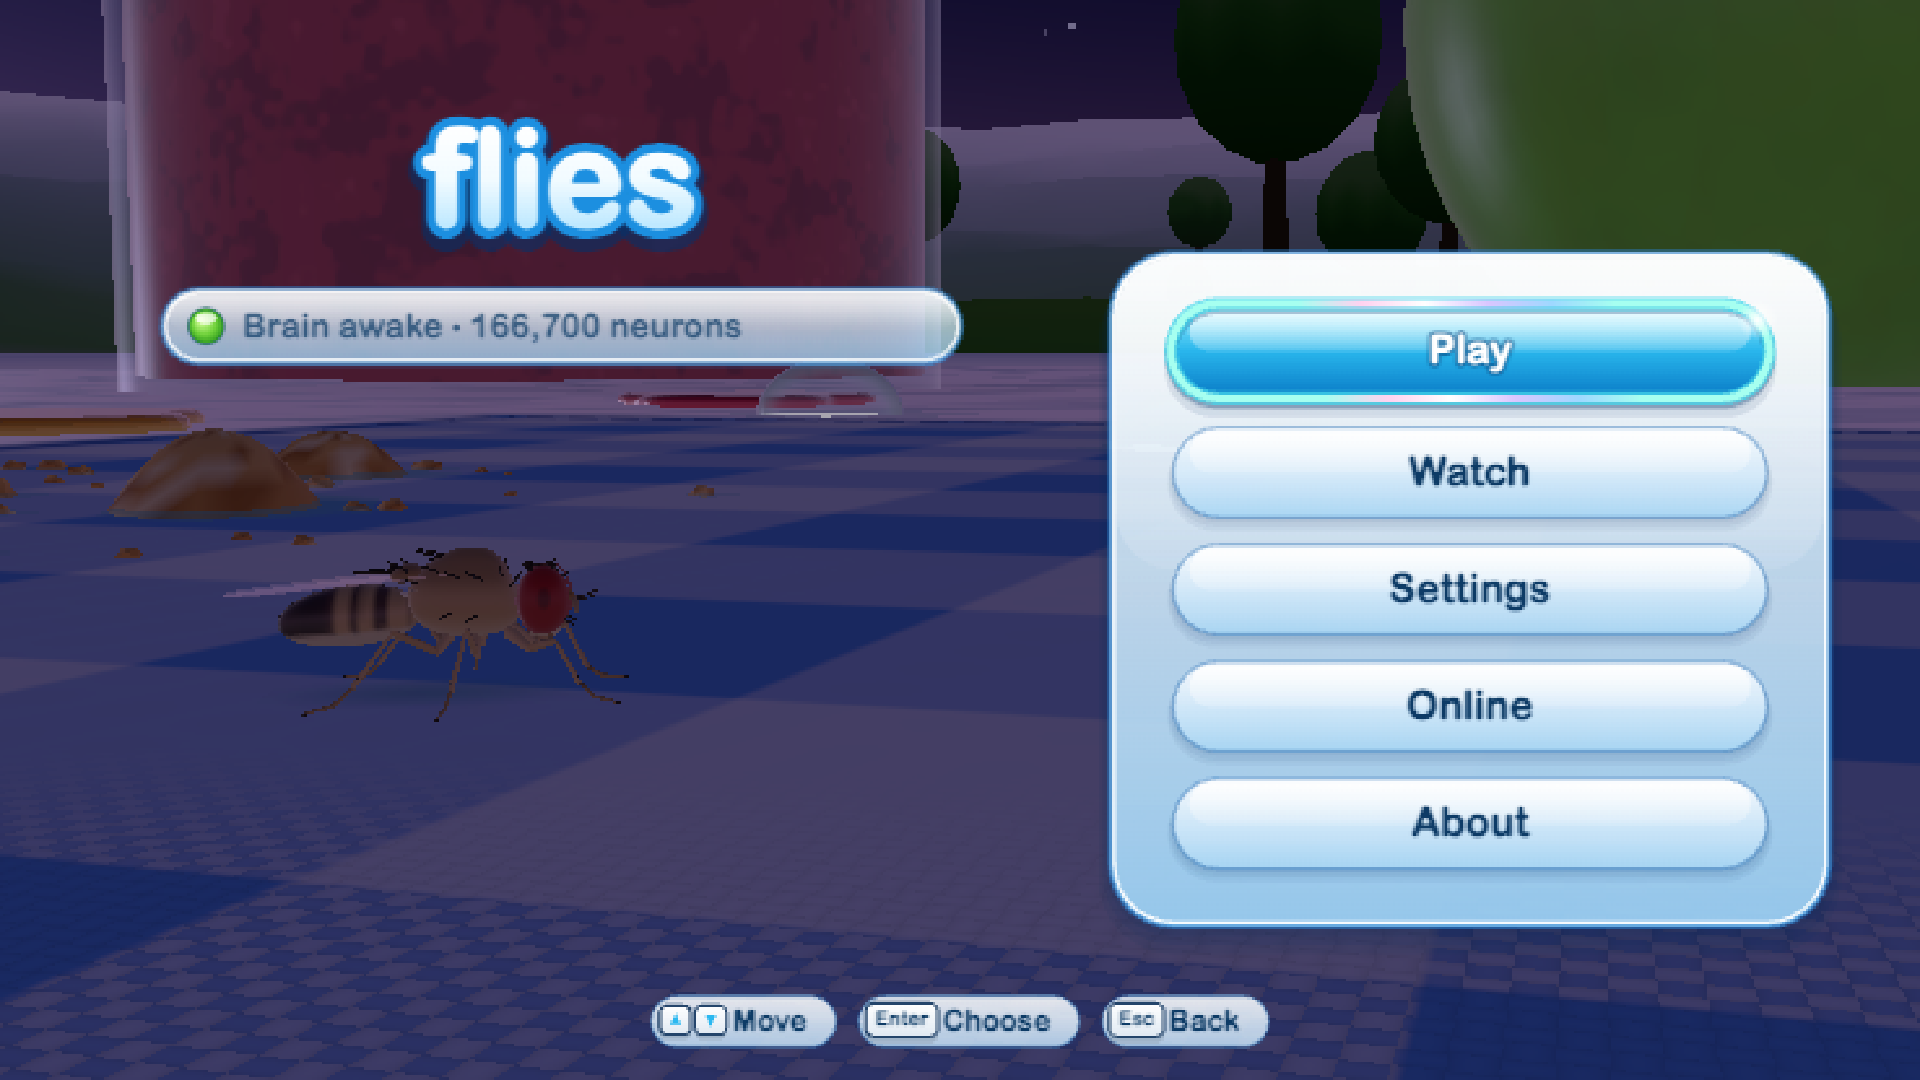 flies
Brain awake · 166,700 neurons
Play
Watch
Settings
Online
About
▲ ▼ Move
Enter Choose
Esc Back